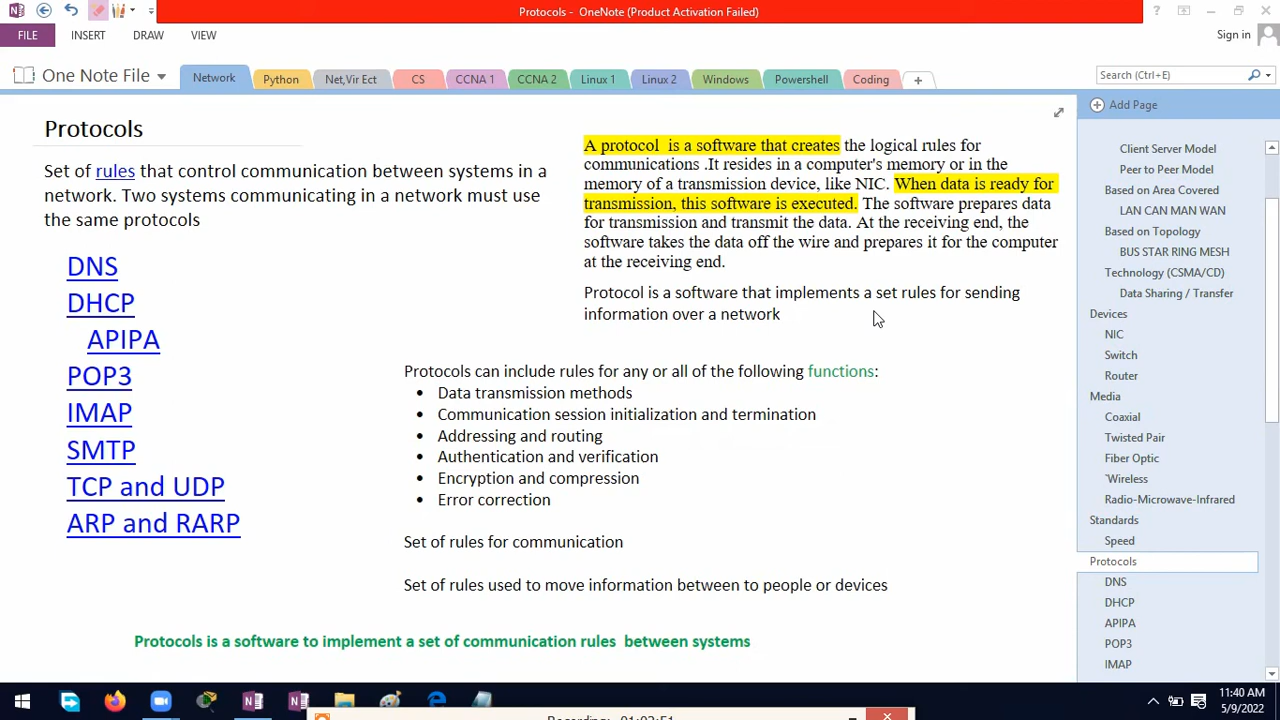 Protocols - OneNote (Product Activation Failed)
FILE INSERT DRAW VIEW
Sign in
One Note File
Network Python Net,Vir Ect CS CCNA 1 CCNA 2 Linux 1 Linux 2 Windows Powershell Coding
Search (Ctrl+E)
Protocols
Set of rules that control communication between systems in a
network. Two systems communicating in a network must use
the same protocols
DNS
DHCP
APIPA
POP3
IMAP
SMTP
TCP and UDP
ARP and RARP
A protocol is a software that creates the logical rules for
communications .It resides in a computer's memory or in the
memory of a transmission device, like NIC. When data is ready for
transmission, this software is executed. The software prepares data
for transmission and transmit the data. At the receiving end, the
software takes the data off the wire and prepares it for the computer
at the receiving end.
Protocol is a software that implements a set rules for sending
information over a network
Protocols can include rules for any or all of the following functions:
• Data transmission methods
• Communication session initialization and termination
• Addressing and routing
• Authentication and verification
• Encryption and compression
• Error correction
Set of rules for communication
Set of rules used to move information between to people or devices
Protocols is a software to implement a set of communication rules between systems
Add Page
Client Server Model
Peer to Peer Model
Based on Area Covered
LAN CAN MAN WAN
Based on Topology
BUS STAR RING MESH
Technology (CSMA/CD)
Data Sharing / Transfer
Devices
NIC
Switch
Router
Media
Coaxial
Twisted Pair
Fiber Optic
`Wireless
Radio-Microwave-Infrared
Standards
Speed
Protocols
DNS
DHCP
APIPA
POP3
IMAP
11:40 AM
5/9/2022
Recording... 01:02:51